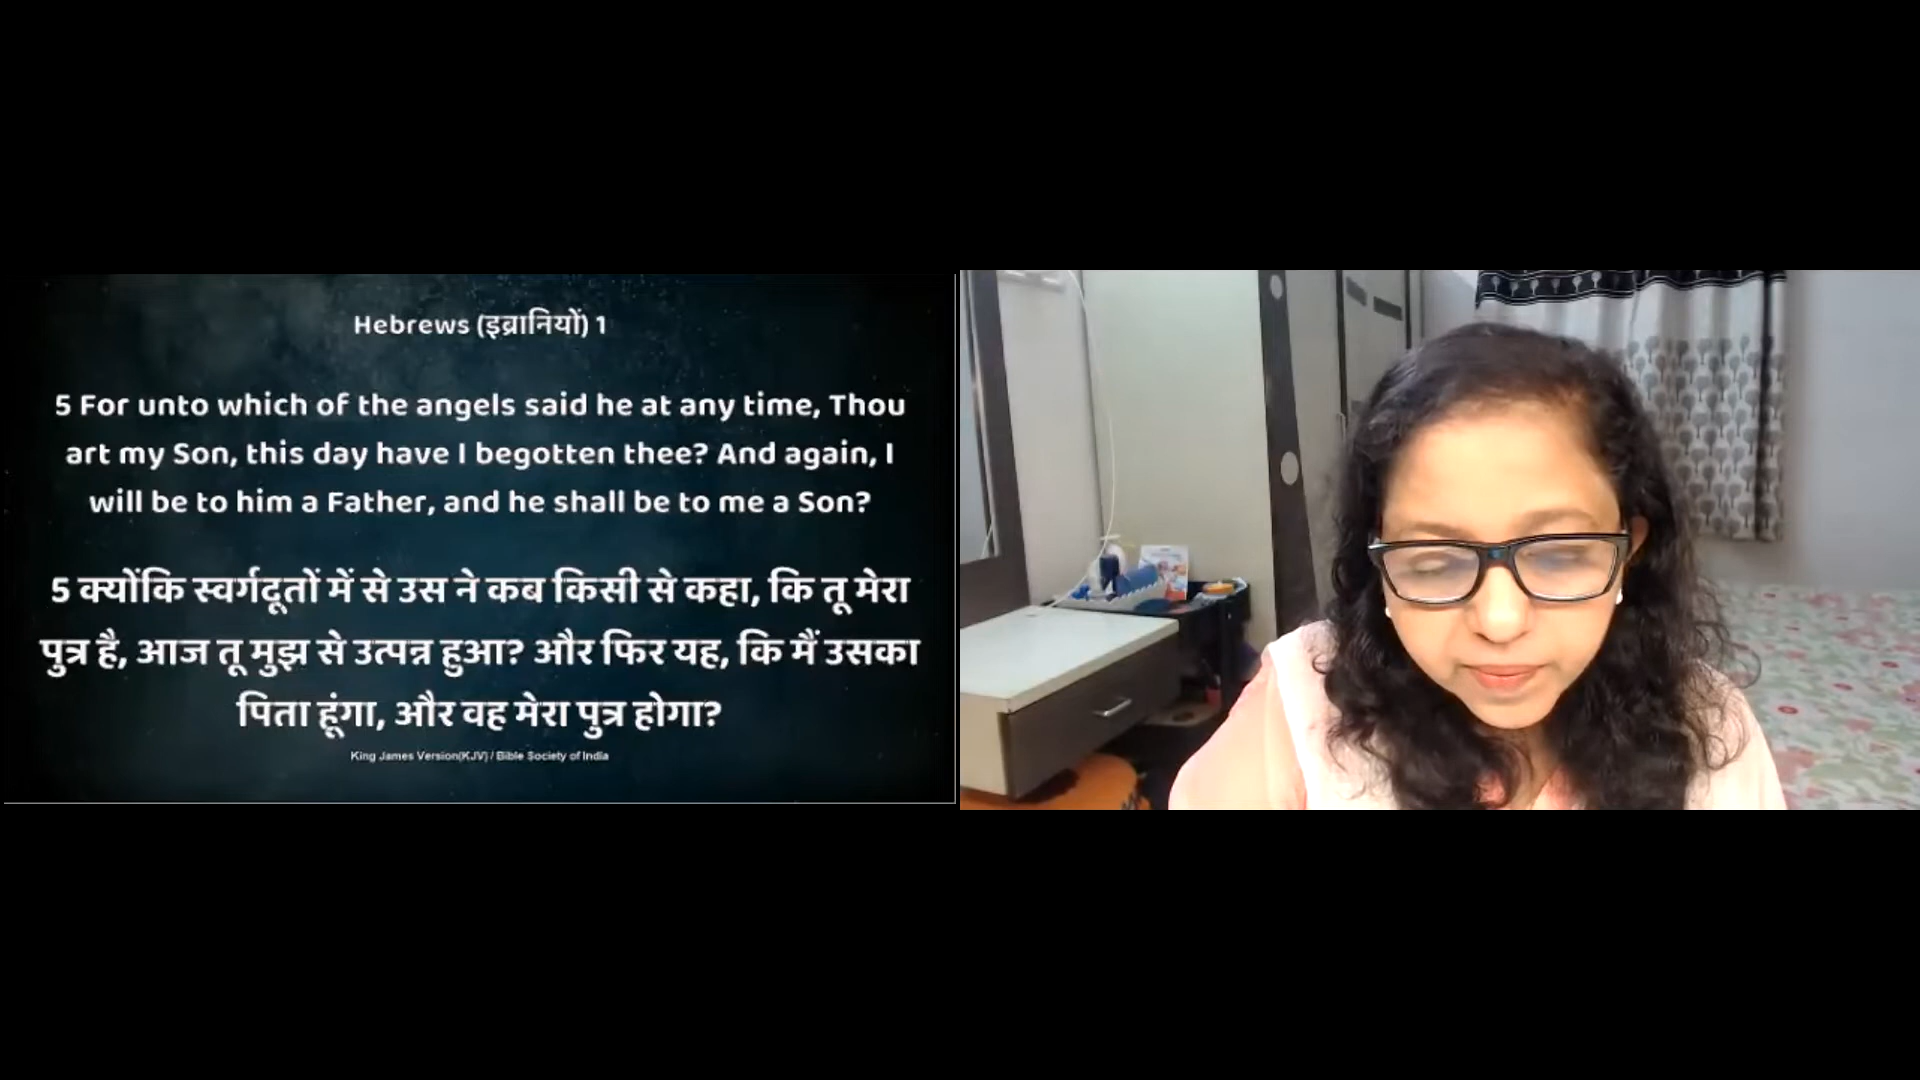 Hebrews (इब्रानियों) 1
5 For unto which of the angels said he at any time, Thou
art my Son, this day have I begotten thee? And again, I
will be to him a Father, and he shall be to me a Son?
5 क्योंकि स्वर्गदूतों में से उस ने कब किसी से कहा, कि तू मेरा
पुत्र है, आज तू मुझ से उत्पन्न हुआ? और फिर यह, कि मैं उसका
पिता हूंगा, और वह मेरा पुत्र होगा?
King James Version(KJV) / Bible Society of India